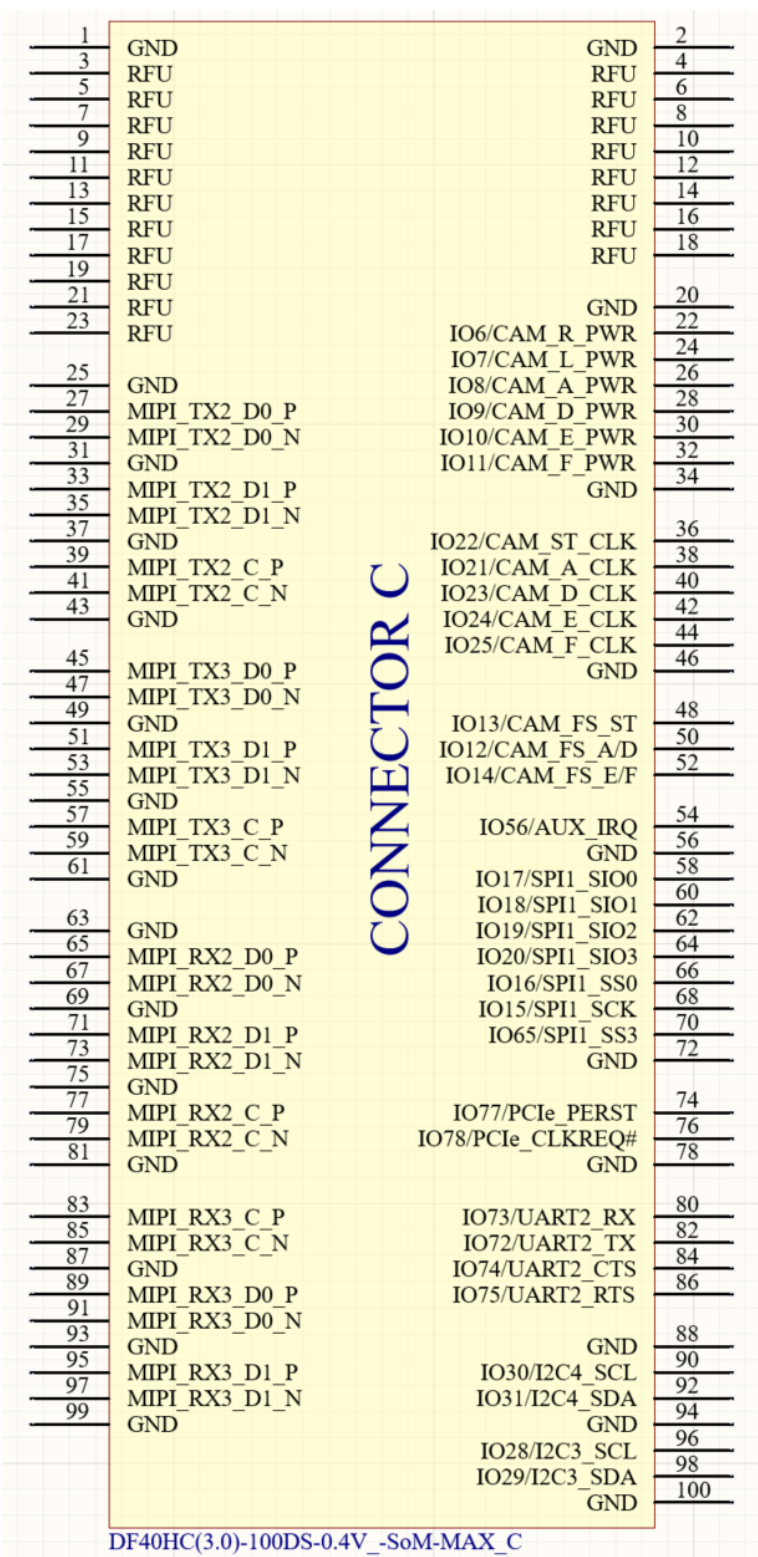 1 GND GND 2
3 RFU RFU 4
5 RFU RFU 6
7 RFU RFU 8
9 RFU RFU 10
11 RFU RFU 12
13 RFU RFU 14
15 RFU RFU 16
17 RFU RFU 18
19 RFU
21 RFU GND 20
23 RFU IO6/CAM_R_PWR 22
IO7/CAM_L_PWR 24
25 GND IO8/CAM_A_PWR 26
27 MIPI_TX2_D0_P IO9/CAM_D_PWR 28
29 MIPI_TX2_D0_N IO10/CAM_E_PWR 30
31 GND IO11/CAM_F_PWR 32
33 MIPI_TX2_D1_P GND 34
35 MIPI_TX2_D1_N
37 GND IO22/CAM_ST_CLK 36
39 MIPI_TX2_C_P IO21/CAM_A_CLK 38
41 MIPI_TX2_C_N IO23/CAM_D_CLK 40
43 GND IO24/CAM_E_CLK 42
IO25/CAM_F_CLK 44
45 MIPI_TX3_D0_P GND 46
47 MIPI_TX3_D0_N
49 GND IO13/CAM_FS_ST 48
51 MIPI_TX3_D1_P IO12/CAM_FS_A/D 50
53 MIPI_TX3_D1_N IO14/CAM_FS_E/F 52
55 GND
57 MIPI_TX3_C_P IO56/AUX_IRQ 54
59 MIPI_TX3_C_N GND 56
61 GND IO17/SPI1_SIO0 58
IO18/SPI1_SIO1 60
63 GND IO19/SPI1_SIO2 62
65 MIPI_RX2_D0_P IO20/SPI1_SIO3 64
67 MIPI_RX2_D0_N IO16/SPI1_SS0 66
69 GND IO15/SPI1_SCK 68
71 MIPI_RX2_D1_P IO65/SPI1_SS3 70
73 MIPI_RX2_D1_N GND 72
75 GND
77 MIPI_RX2_C_P IO77/PCIe_PERST 74
79 MIPI_RX2_C_N IO78/PCIe_CLKREQ# 76
81 GND GND 78
83 MIPI_RX3_C_P IO73/UART2_RX 80
85 MIPI_RX3_C_N IO72/UART2_TX 82
87 GND IO74/UART2_CTS 84
89 MIPI_RX3_D0_P IO75/UART2_RTS 86
91 MIPI_RX3_D0_N
93 GND GND 88
95 MIPI_RX3_D1_P IO30/I2C4_SCL 90
97 MIPI_RX3_D1_N IO31/I2C4_SDA 92
99 GND GND 94
IO28/I2C3_SCL 96
IO29/I2C3_SDA 98
GND 100
CONNECTOR C
DF40HC(3.0)-100DS-0.4V_-SoM-MAX_C